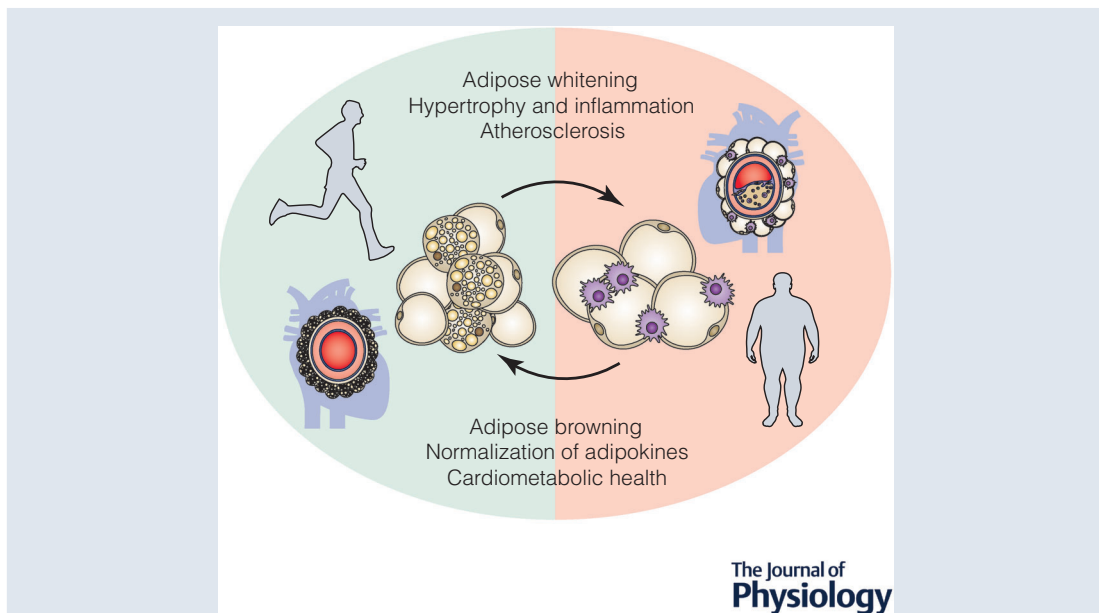 Adipose whitening
Hypertrophy and inflammation
Atherosclerosis
Adipose browning
Normalization of adipokines
Cardiometabolic health
The Journal of
Physiology